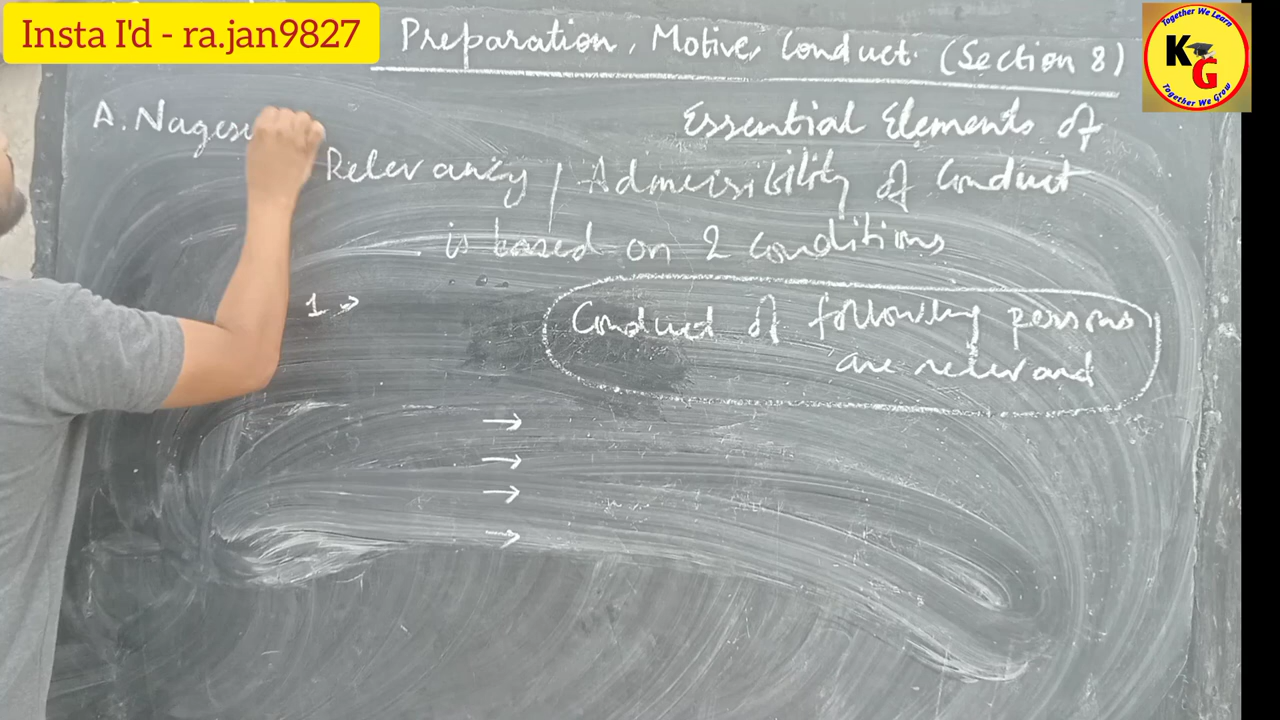 Insta I'd - ra.jan9827
Preparation, Motive, Conduct. (Section 8)
Together We Learn
KG
Together We Grow
A. Nagesu
Essential Elements of
Relevancy / Admissibility of Conduct
is based on 2 conditions
1 →
Conduct of following persons
are relevant
→
→
→
→